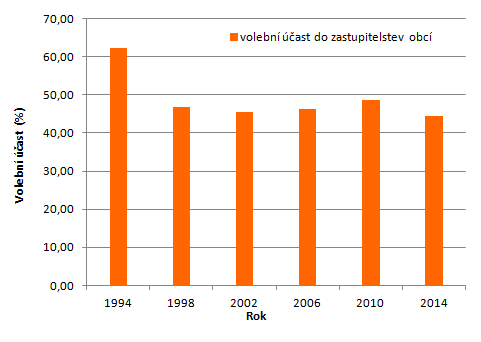 volební účast do zastupitelstev obcí
Volební účast (%)
70,00
60,00
50,00
40,00
30,00
20,00
10,00
0,00
1994 1998 2002 2006 2010 2014
Rok